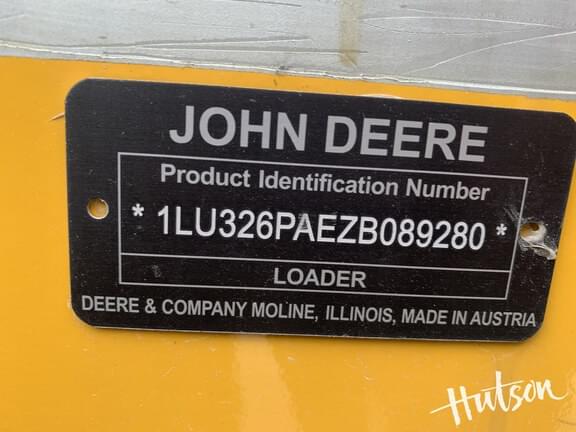 JOHN DEERE
Product Identification Number
* 1LU326PAEZB089280 *
LOADER
DEERE & COMPANY MOLINE, ILLINOIS, MADE IN AUSTRIA
Hutson